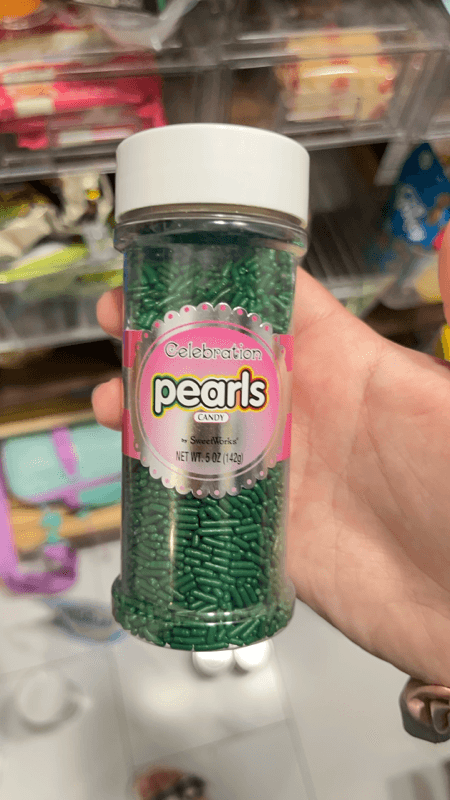 Celebration
pearls
CANDY
by SweetWorks®
NET WT. 5 OZ (142g)